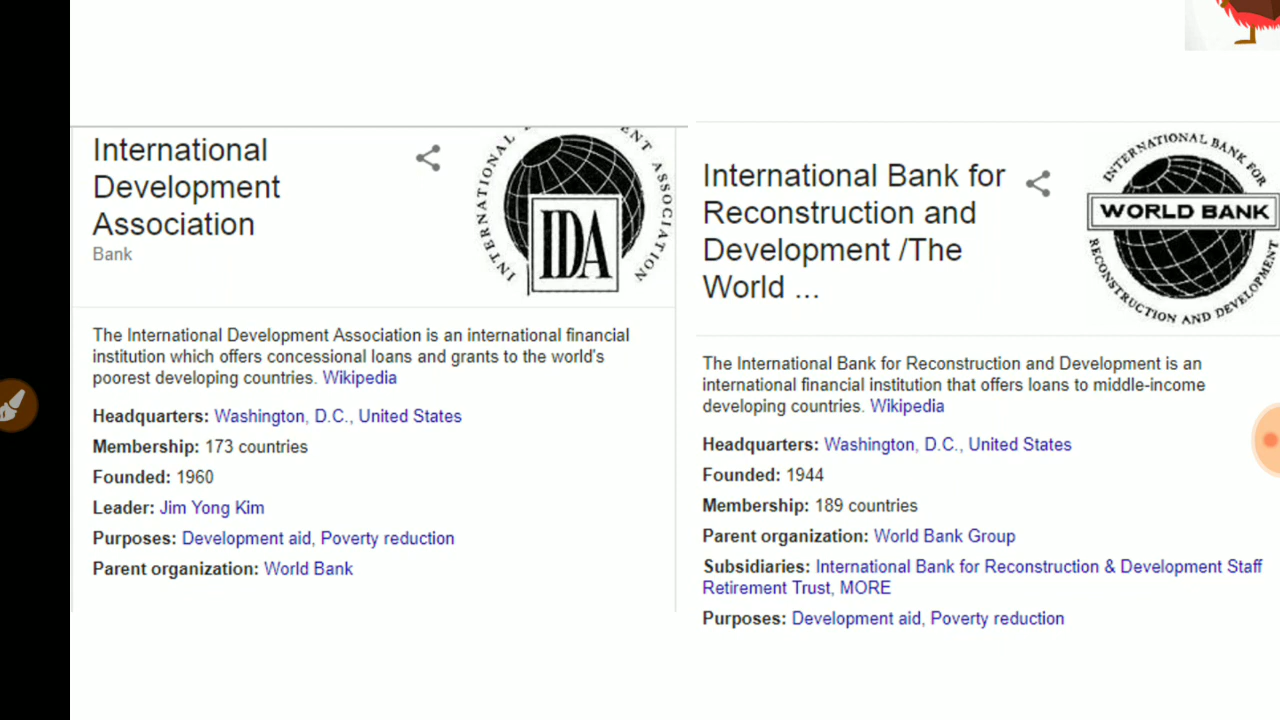 International
Development
Association
Bank
INTERNATIONAL DEVELOPMENT ASSOCIATION
IDA
The International Development Association is an international financial
institution which offers concessional loans and grants to the world's
poorest developing countries. Wikipedia
Headquarters: Washington, D.C., United States
Membership: 173 countries
Founded: 1960
Leader: Jim Yong Kim
Purposes: Development aid, Poverty reduction
Parent organization: World Bank
International Bank for
Reconstruction and
Development /The
World ...
INTERNATIONAL BANK FOR
WORLD BANK
RECONSTRUCTION AND DEVELOPMENT
The International Bank for Reconstruction and Development is an
international financial institution that offers loans to middle-income
developing countries. Wikipedia
Headquarters: Washington, D.C., United States
Founded: 1944
Membership: 189 countries
Parent organization: World Bank Group
Subsidiaries: International Bank for Reconstruction & Development Staff
Retirement Trust, MORE
Purposes: Development aid, Poverty reduction